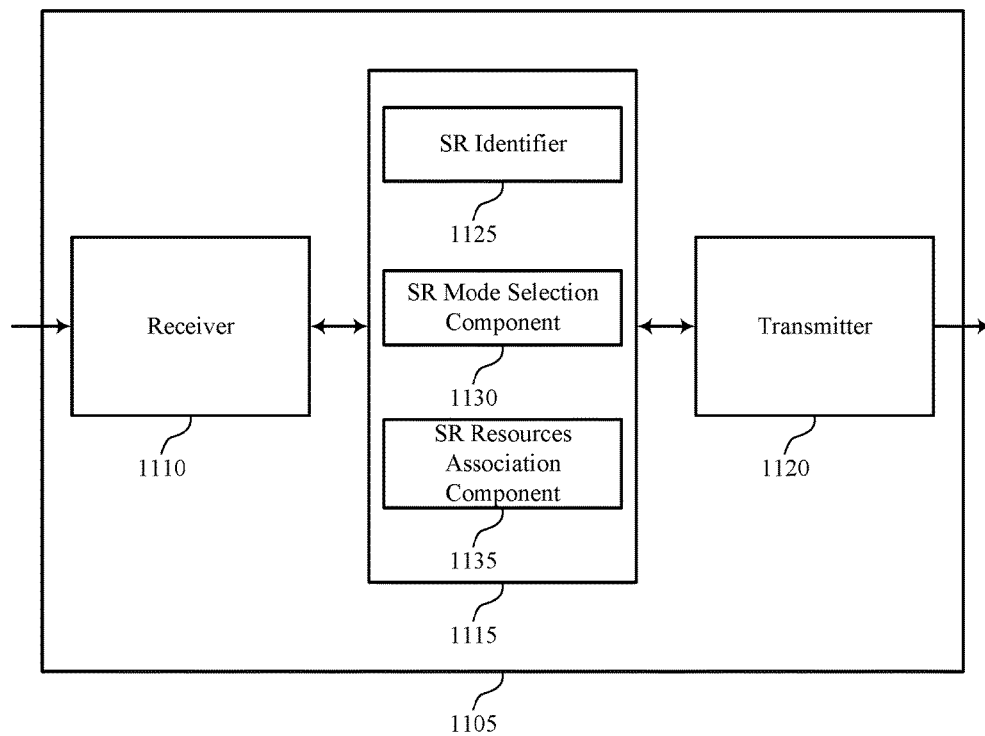 SR Identifier
1125
SR Mode Selection
Component
1130
SR Resources
Association
Component
1135
1115
Receiver
1110
Transmitter
1120
1105